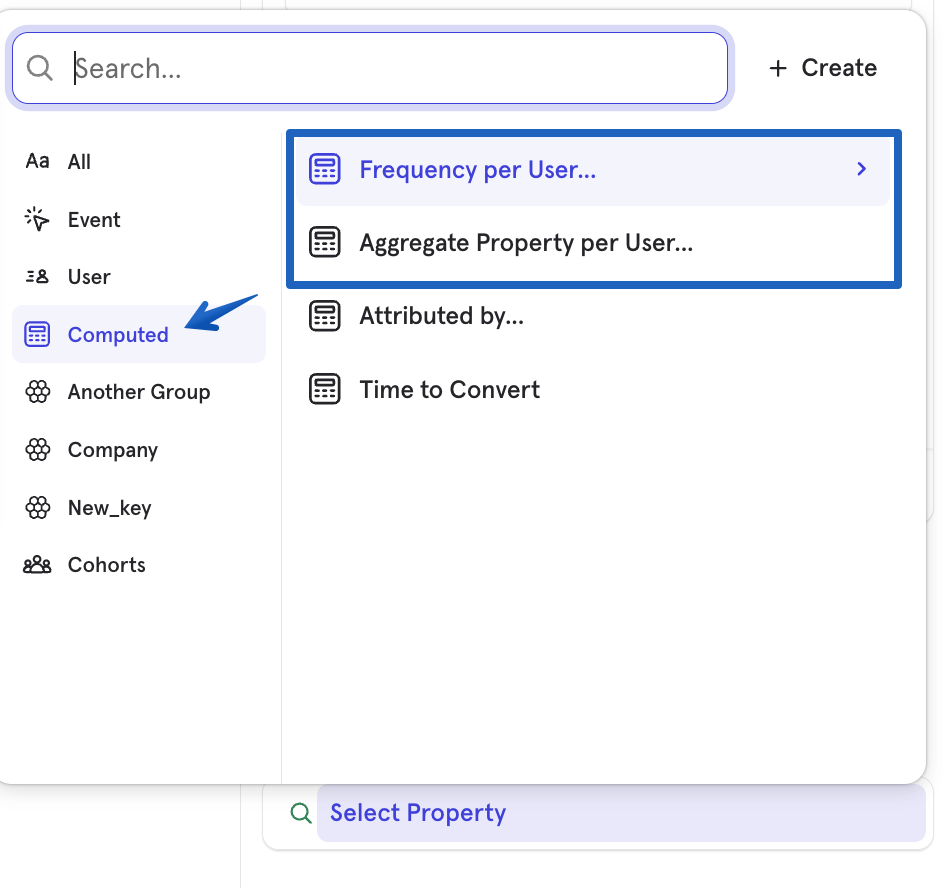 Search...
+ Create
Aa All
Event
User
Computed
Another Group
Company
New_key
Cohorts
Frequency per User...
Aggregate Property per User...
Attributed by...
Time to Convert
Select Property